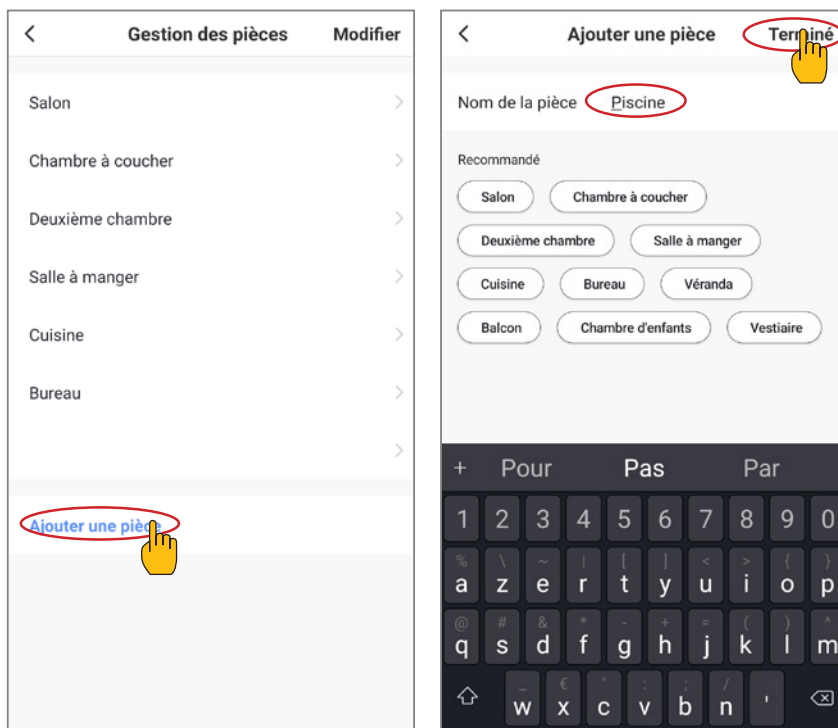 Gestion des pièces Modifier
Salon
Chambre à coucher
Deuxième chambre
Salle à manger
Cuisine
Bureau
Ajouter une pièce
Ajouter une pièce Terminé
Nom de la pièce Piscine
Recommandé
Salon Chambre à coucher
Deuxième chambre Salle à manger
Cuisine Bureau Véranda
Balcon Chambre d'enfants Vestiaire
+ Pour Pas Par
1 2 3 4 5 6 7 8 9 0
% \ ~ | [ ] < > { }
a z e r t y u i o p
@ # & * - + = ( ) ^
q s d f g h j k l m
_ € " : ; /
w x c v b n '